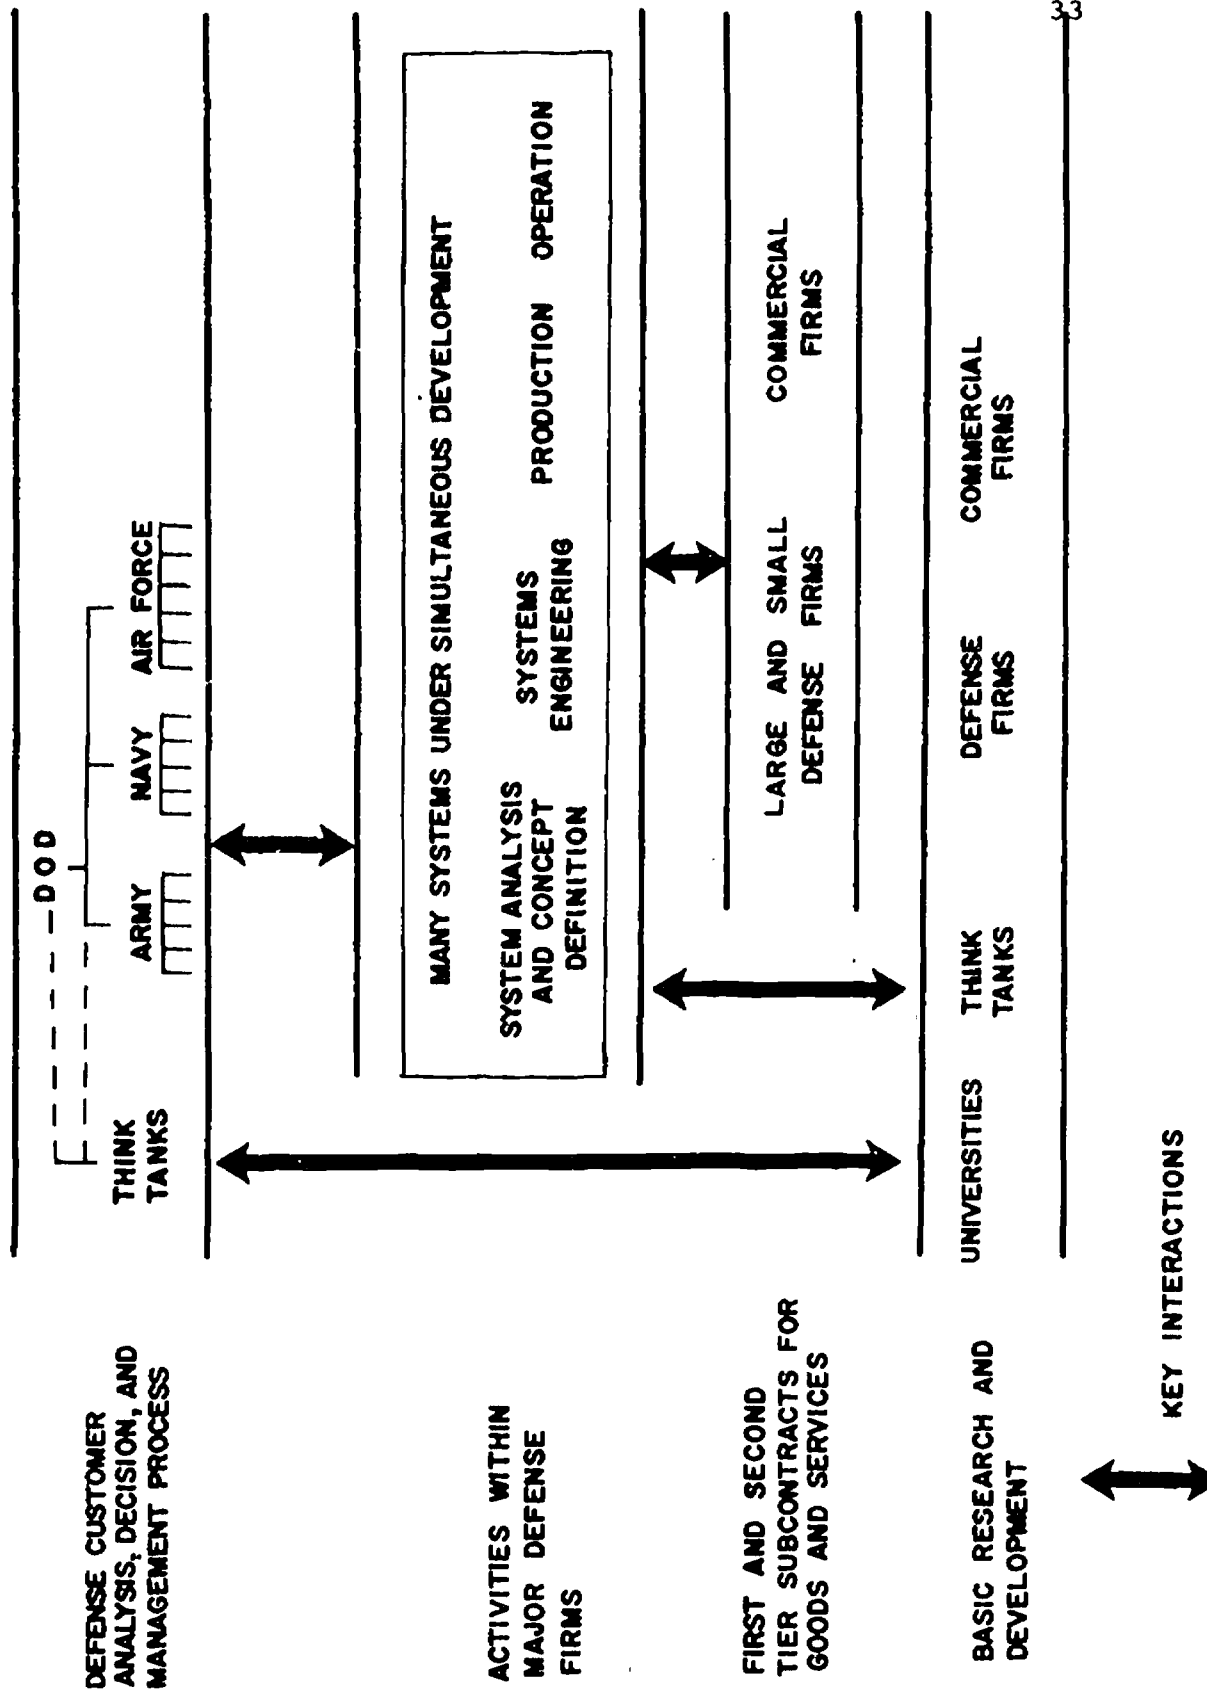 33
DEFENSE CUSTOMER
ANALYSIS, DECISION, AND
MANAGEMENT PROCESS
DOD
THINK
TANKS
ARMY
NAVY
AIR FORCE
ACTIVITIES WITHIN
MAJOR DEFENSE
FIRMS
MANY SYSTEMS UNDER SIMULTANEOUS DEVELOPMENT
SYSTEM ANALYSIS
AND CONCEPT
DEFINITION
SYSTEMS
ENGINEERING
PRODUCTION
OPERATION
FIRST AND SECOND
TIER SUBCONTRACTS FOR
GOODS AND SERVICES
LARGE AND SMALL
DEFENSE FIRMS
COMMERCIAL
FIRMS
BASIC RESEARCH AND
DEVELOPMENT
UNIVERSITIES
THINK
TANKS
DEFENSE
FIRMS
COMMERCIAL
FIRMS
KEY INTERACTIONS